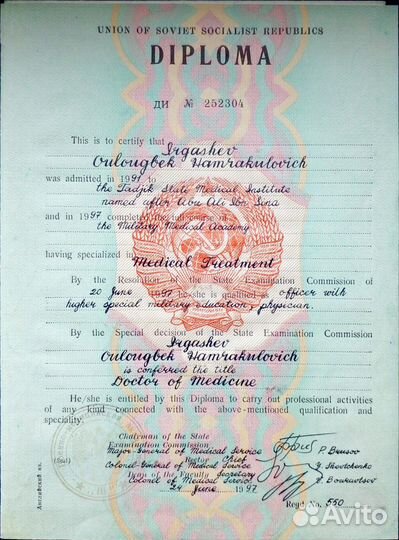 UNION OF SOVIET SOCIALIST REPUBLICS
DIPLOMA
ДИ № 252304
This is to certify that Irgashev
Oulougbek Hamrakulovich
was admitted in 1991 to
the Tadjik State Medical Institute
named after Abu Ali Ibn Sina
and in 1997 completed the full course of
the Military Medical Academy
having specialized in
Medical Treatment
By the Resolution of the State Examination Commission of
20 June 1997 he/she is qualified as officer with
higher special military education, physician.
By the Special decision of the State Examination Commission
Irgashev
Oulougbek Hamrakulovich
is conferred the title
Doctor of Medicine
He/she is entitled by this Diploma to carry out professional activities
of any kind connected with the above-mentioned qualification and
speciality.
Chairman of the State
Examination Commission
Major-General of Medical Service P. Bousov
(Seal) Rector Chief
Colonel-General of Medical Service Y. Shevtchenko
Dean of the Faculty Secretary
Colonel of Medical Service Boukavtsev
24 June 1997
Regd No. 550
Английский яз.
Avito